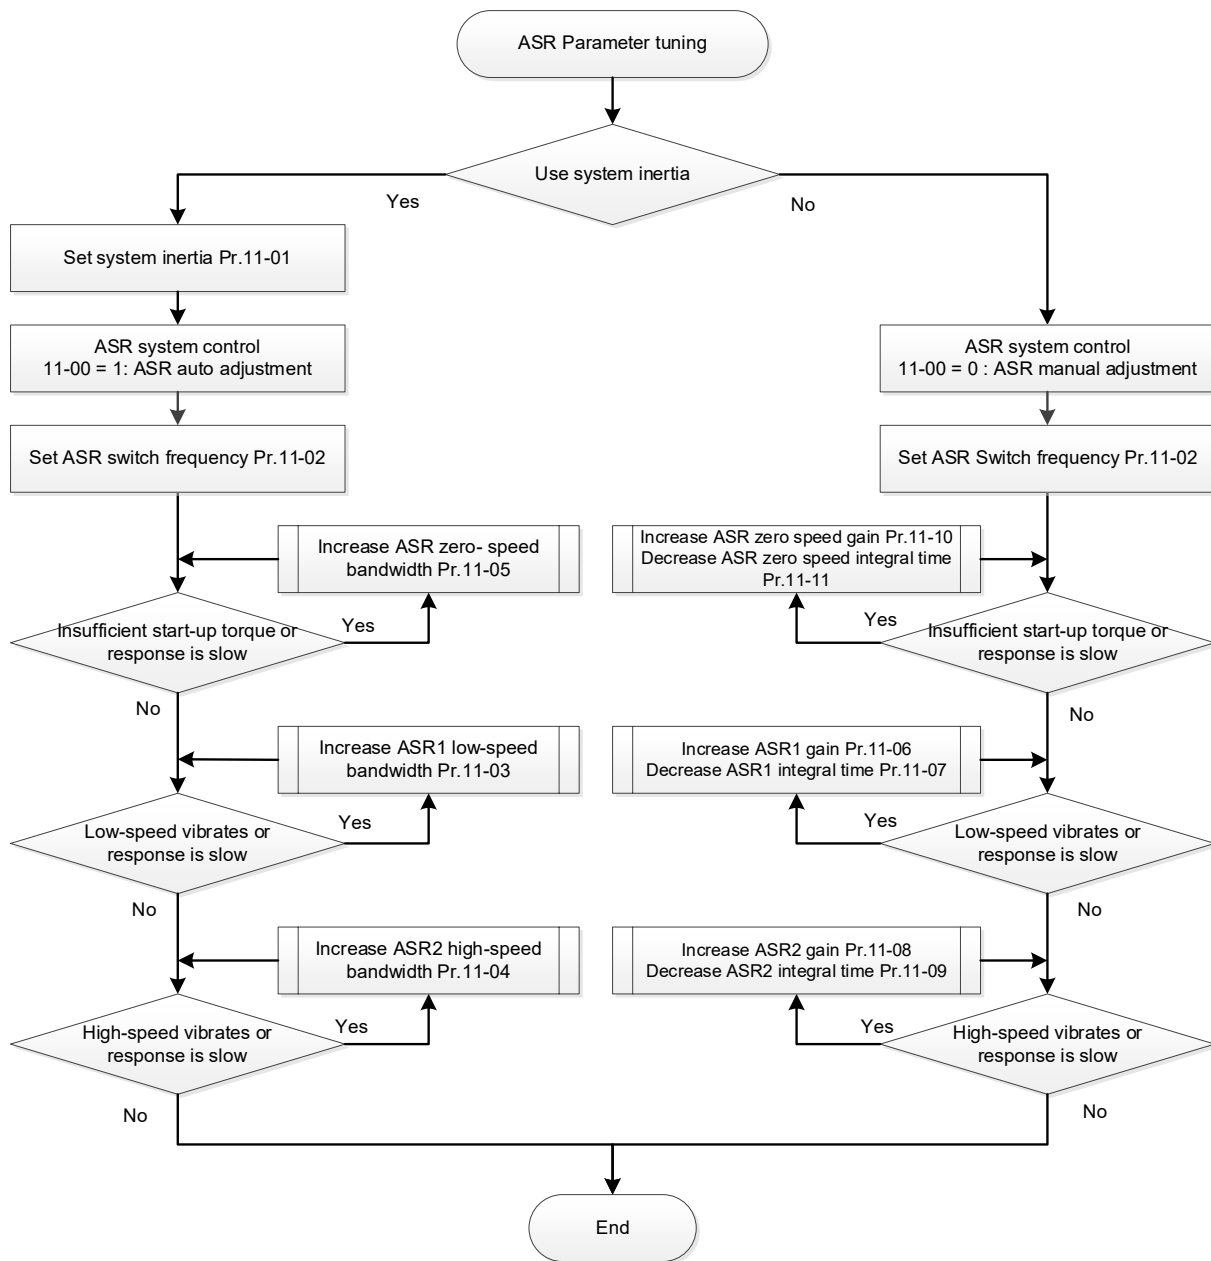 ASR Parameter tuning
Use system inertia
Yes
No
Set system inertia Pr.11-01
ASR system control
11-00 = 1: ASR auto adjustment
ASR system control
11-00 = 0 : ASR manual adjustment
Set ASR switch frequency Pr.11-02
Set ASR Switch frequency Pr.11-02
Increase ASR zero- speed
bandwidth Pr.11-05
Increase ASR zero speed gain Pr.11-10
Decrease ASR zero speed integral time
Pr.11-11
Insufficient start-up torque or
response is slow
Yes
No
Yes
Insufficient start-up torque or
response is slow
No
Increase ASR1 low-speed
bandwidth Pr.11-03
Increase ASR1 gain Pr.11-06
Decrease ASR1 integral time Pr.11-07
Low-speed vibrates or
response is slow
Yes
No
Yes
Low-speed vibrates or
response is slow
No
Increase ASR2 high-speed
bandwidth Pr.11-04
Increase ASR2 gain Pr.11-08
Decrease ASR2 integral time Pr.11-09
High-speed vibrates or
response is slow
Yes
No
Yes
High-speed vibrates or
response is slow
No
End